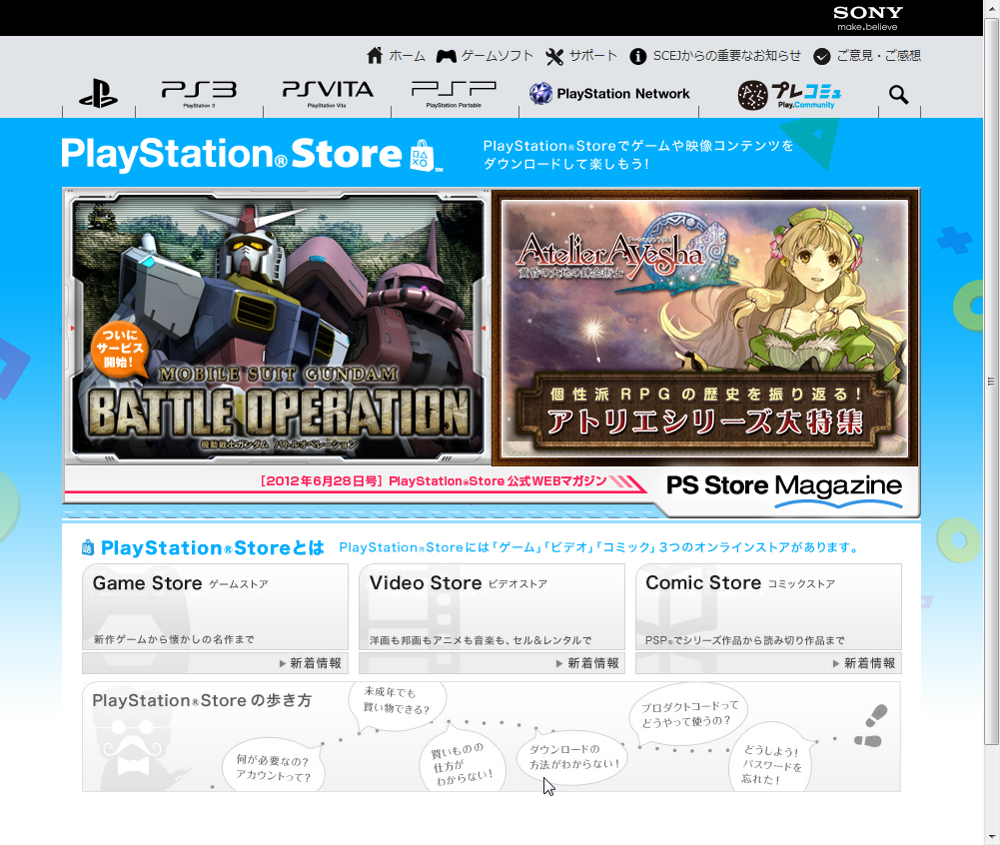 SONY
make.believe
ホーム
ゲームソフト
サポート
SCEJからの重要なお知らせ
ご意見・ご感想
PS3
PlayStation 3
PSVITA
PlayStation Vita
PSP
PlayStation Portable
PlayStation Network
プレコミュ
Play.Community
PlayStation®Store
PlayStation®Storeでゲームや映像コンテンツを
ダウンロードして楽しもう!
ついに
サービス
開始!
MOBILE SUIT GUNDAM
BATTLE OPERATION
機動戦士ガンダム バトルオペレーション
Atelier Ayesha
黄昏の大地の錬金術士
個性派RPGの歴史を振り返る!
アトリエシリーズ大特集
[2012年6月28日号] PlayStation®Store 公式WEBマガジン
PS Store Magazine
PlayStation®Storeとは
PlayStation®Storeには「ゲーム」「ビデオ」「コミック」3つのオンラインストアがあります。
Game Store ゲームストア
新作ゲームから懐かしの名作まで
新着情報
Video Store ビデオストア
洋画も邦画もアニメも音楽も、セル&レンタルで
新着情報
Comic Store コミックストア
PSP®でシリーズ作品から読み切り作品まで
新着情報
PlayStation®Store の歩き方
何が必要なの?
アカウントって?
未成年でも
買い物できる?
買いものの
仕方が
わからない!
ダウンロードの
方法がわからない!
プロダクトコードって
どうやって使うの?
どうしよう!
パスワードを
忘れた!